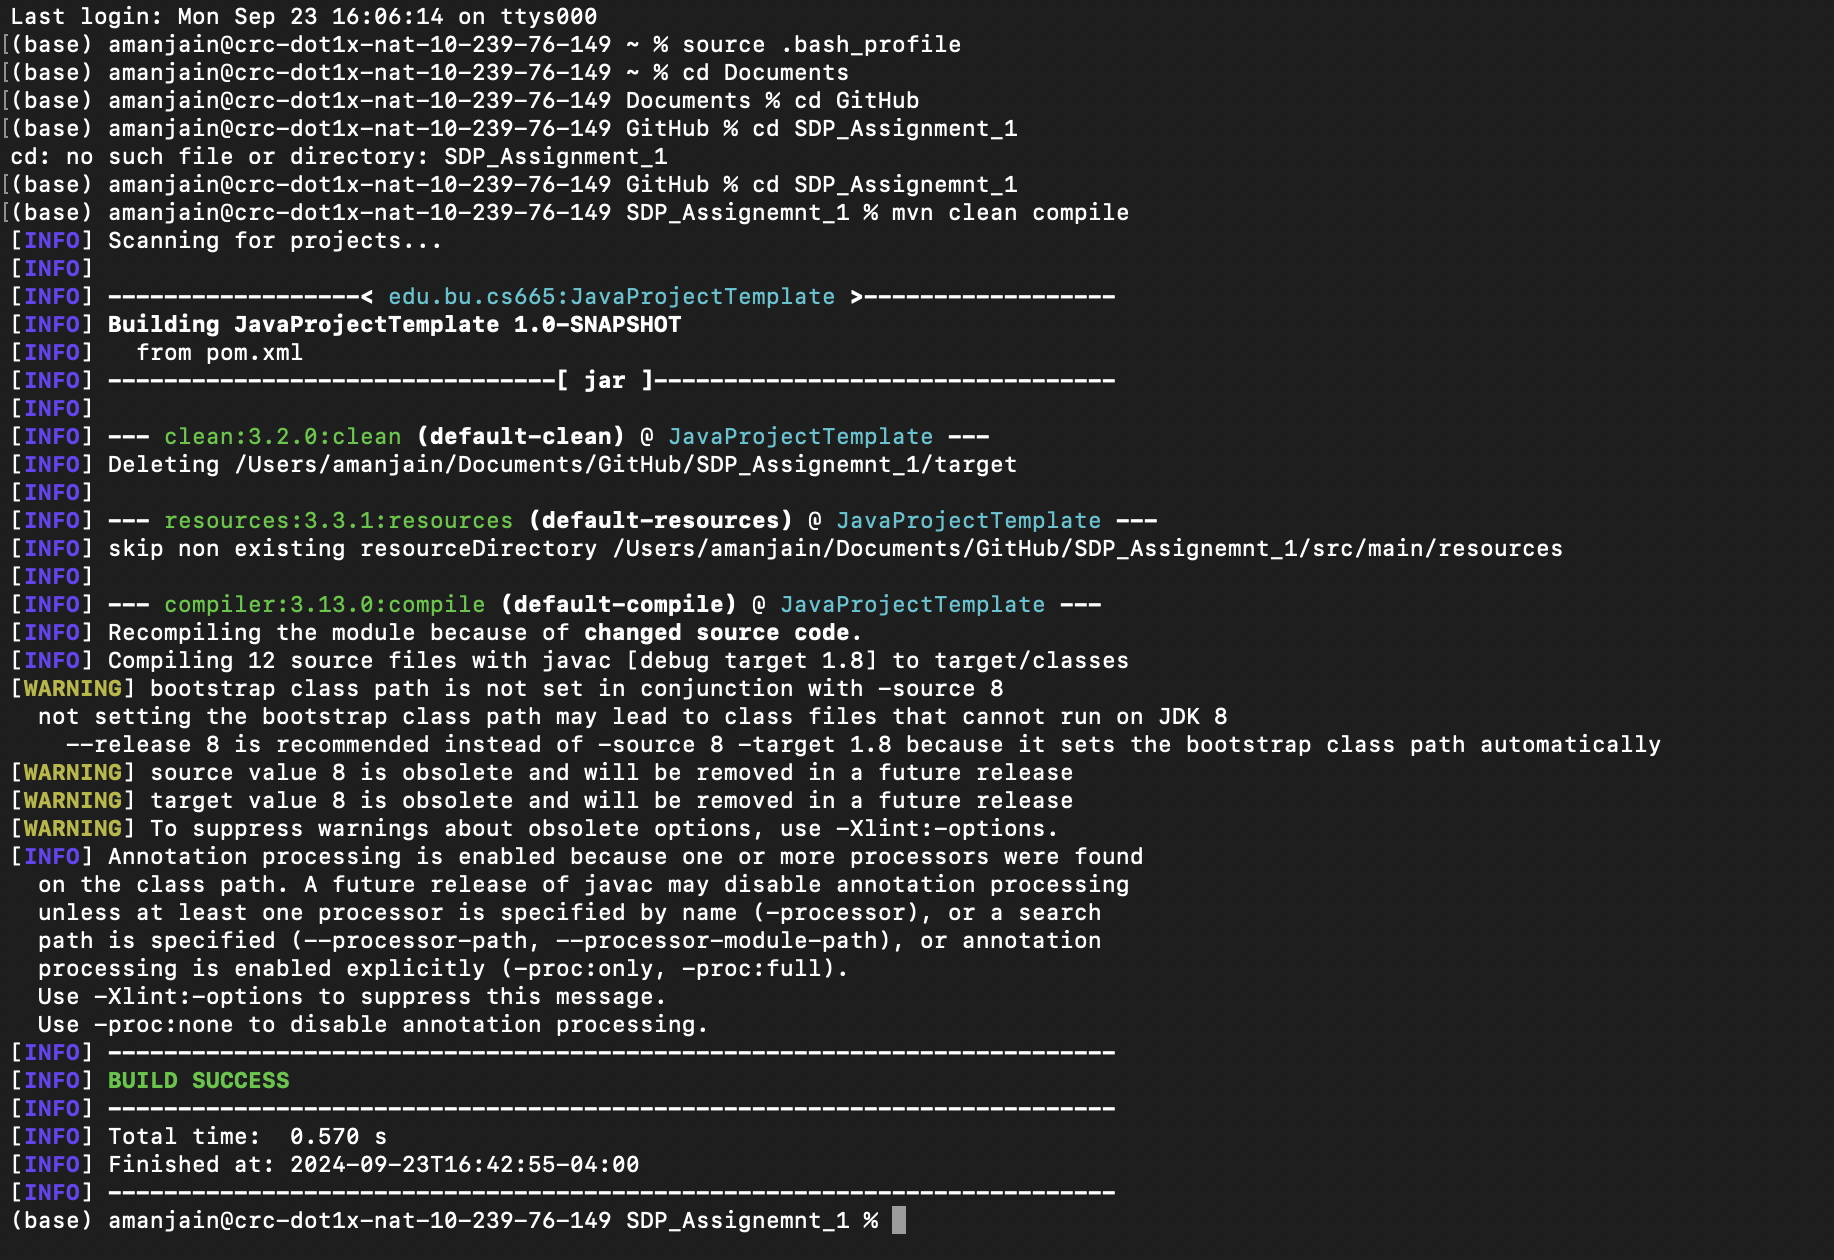 Last login: Mon Sep 23 16:06:14 on ttys000
[(base) amanjain@crc-dot1x-nat-10-239-76-149 ~ % source .bash_profile
[(base) amanjain@crc-dot1x-nat-10-239-76-149 ~ % cd Documents
[(base) amanjain@crc-dot1x-nat-10-239-76-149 Documents % cd GitHub
[(base) amanjain@crc-dot1x-nat-10-239-76-149 GitHub % cd SDP_Assignment_1
cd: no such file or directory: SDP_Assignment_1
[(base) amanjain@crc-dot1x-nat-10-239-76-149 GitHub % cd SDP_Assignemnt_1
[(base) amanjain@crc-dot1x-nat-10-239-76-149 SDP_Assignemnt_1 % mvn clean compile
[INFO] Scanning for projects...
[INFO]
[INFO] ------------------< edu.bu.cs665:JavaProjectTemplate >------------------
[INFO] Building JavaProjectTemplate 1.0-SNAPSHOT
[INFO]   from pom.xml
[INFO] --------------------------------[ jar ]---------------------------------
[INFO]
[INFO] --- clean:3.2.0:clean (default-clean) @ JavaProjectTemplate ---
[INFO] Deleting /Users/amanjain/Documents/GitHub/SDP_Assignemnt_1/target
[INFO]
[INFO] --- resources:3.3.1:resources (default-resources) @ JavaProjectTemplate ---
[INFO] skip non existing resourceDirectory /Users/amanjain/Documents/GitHub/SDP_Assignemnt_1/src/main/resources
[INFO]
[INFO] --- compiler:3.13.0:compile (default-compile) @ JavaProjectTemplate ---
[INFO] Recompiling the module because of changed source code.
[INFO] Compiling 12 source files with javac [debug target 1.8] to target/classes
[WARNING] bootstrap class path is not set in conjunction with -source 8
  not setting the bootstrap class path may lead to class files that cannot run on JDK 8
    --release 8 is recommended instead of -source 8 -target 1.8 because it sets the bootstrap class path automatically
[WARNING] source value 8 is obsolete and will be removed in a future release
[WARNING] target value 8 is obsolete and will be removed in a future release
[WARNING] To suppress warnings about obsolete options, use -Xlint:-options.
[INFO] Annotation processing is enabled because one or more processors were found
  on the class path. A future release of javac may disable annotation processing
  unless at least one processor is specified by name (-processor), or a search
  path is specified (--processor-path, --processor-module-path), or annotation
  processing is enabled explicitly (-proc:only, -proc:full).
  Use -Xlint:-options to suppress this message.
  Use -proc:none to disable annotation processing.
[INFO] ------------------------------------------------------------------------
[INFO] BUILD SUCCESS
[INFO] ------------------------------------------------------------------------
[INFO] Total time:  0.570 s
[INFO] Finished at: 2024-09-23T16:42:55-04:00
[INFO] ------------------------------------------------------------------------
(base) amanjain@crc-dot1x-nat-10-239-76-149 SDP_Assignemnt_1 %